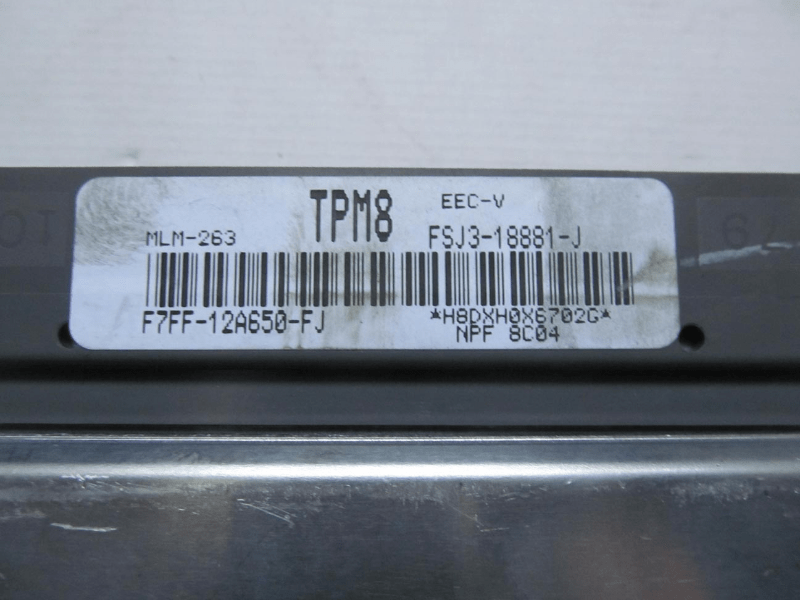 TPM8 EEC-V
MLM-263 FSJ3-18881-J
F7FF-12A650-FJ *H8DXH0X6702G*
NPF 8C04